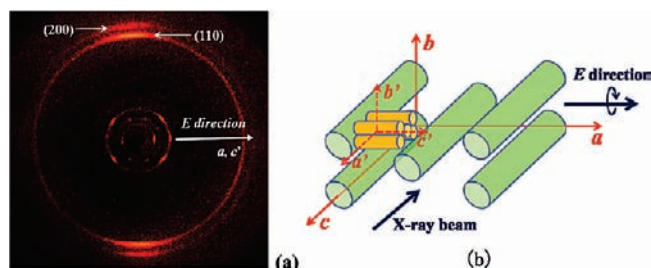 (200)
(110)
E direction
a, c'
(a)
b
E direction
b'
c'
a
a'
c
X-ray beam
(b)